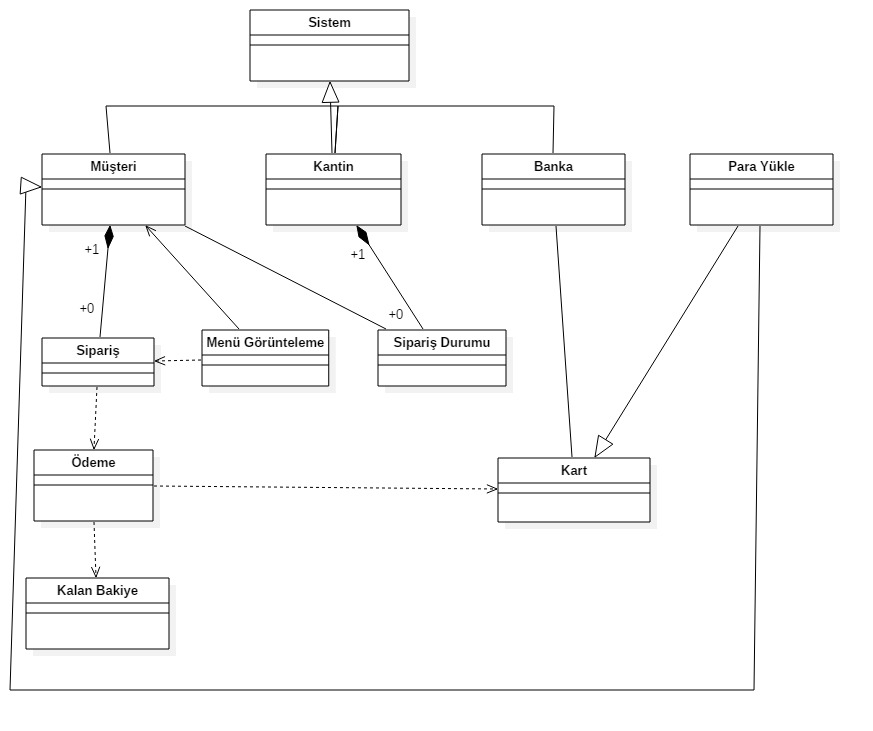 Sistem
Müşteri
Kantin
Banka
Para Yükle
+1
+1
+0
+0
Sipariş
Menü Görünteleme
Sipariş Durumu
Ödeme
Kart
Kalan Bakiye